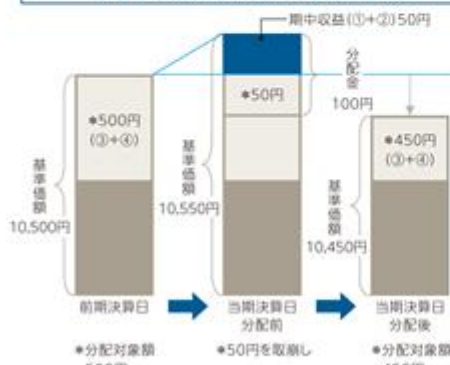 期中収益(①+②)50円
分配金
100円
*500円
(③+④)
*50円
*450円
(③+④)
基準価額
10,500円
基準価額
10,550円
基準価額
10,450円
前期決算日
当期決算日
分配前
当期決算日
分配後
*分配対象額
*50円を取崩し
*分配対象額